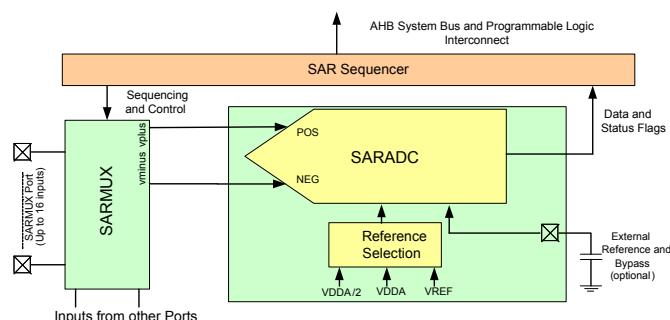 AHB System Bus and Programmable Logic
Interconnect
SAR Sequencer
Sequencing
and Control
Data and
Status Flags
vminus vplus
POS
SARADC
NEG
SARMUX
SARMUX Port
(Up to 16 inputs)
Reference
Selection
External
Reference and
Bypass
(optional)
VDDA/2
VDDA
VREF
Inputs from other Ports